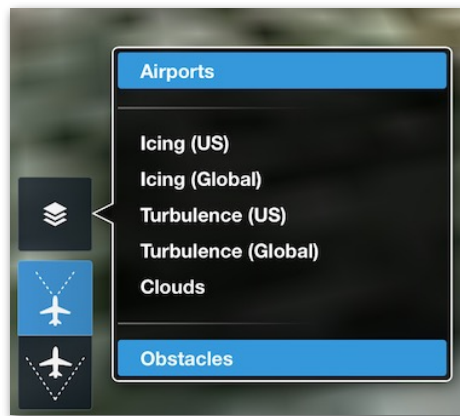 Airports
Icing (US)
Icing (Global)
Turbulence (US)
Turbulence (Global)
Clouds
Obstacles